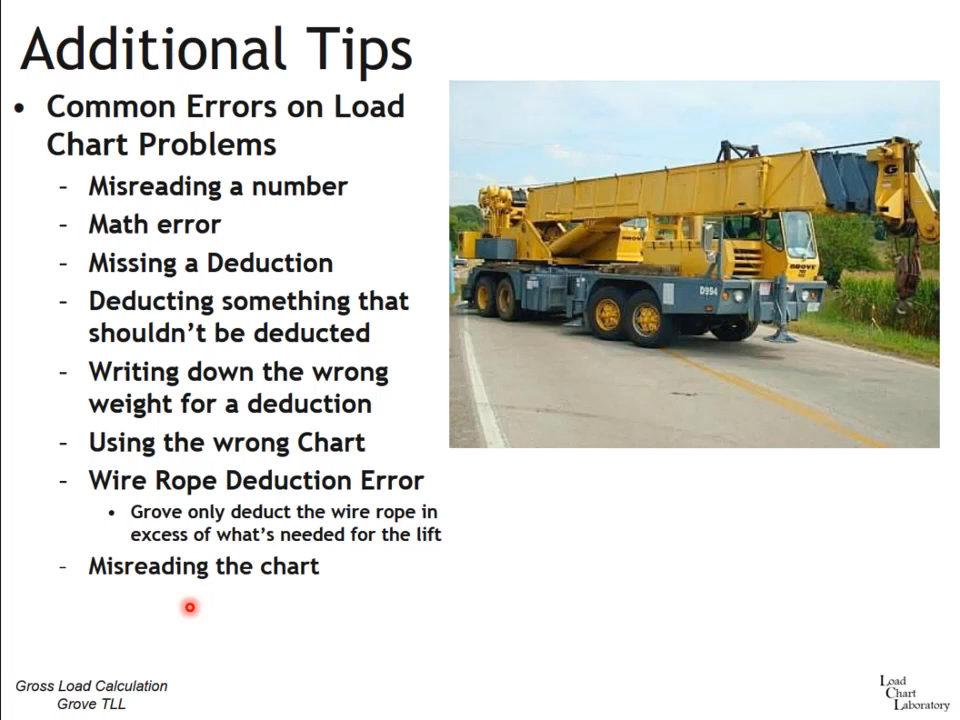 Additional Tips
• Common Errors on Load
Chart Problems
- Misreading a number
- Math error
- Missing a Deduction
- Deducting something that
shouldn't be deducted
- Writing down the wrong
weight for a deduction
- Using the wrong Chart
- Wire Rope Deduction Error
• Grove only deduct the wire rope in
excess of what's needed for the lift
- Misreading the chart
G
GROVE
D994
Gross Load Calculation
Grove TLL
Load
Chart
Laboratory